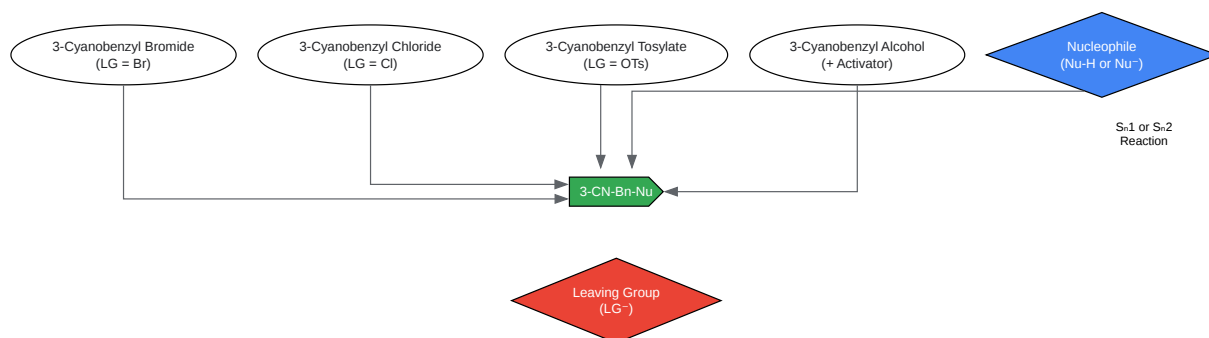 3-Cyanobenzyl Bromide
(LG = Br)
3-Cyanobenzyl Chloride
(LG = Cl)
3-Cyanobenzyl Tosylate
(LG = OTs)
3-Cyanobenzyl Alcohol
(+ Activator)
Nucleophile
(Nu-H or Nu⁻)
Sₙ1 or Sₙ2
Reaction
3-CN-Bn-Nu
Leaving Group
(LG⁻)